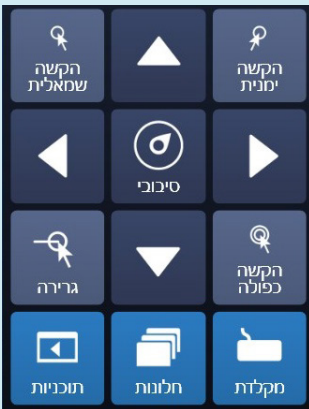 הקשה
ימנית
הקשה
שמאלית
סיבובי
הקשה
כפולה
גרירה
מקלדת
חלונות
תוכניות